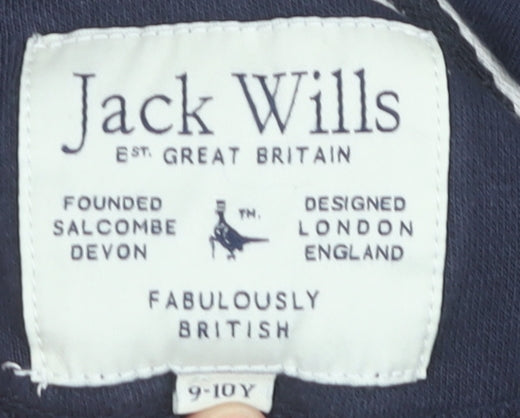 Jack Wills
EST. GREAT BRITAIN
FOUNDED
SALCOMBE
DEVON
TM.
DESIGNED
LONDON
ENGLAND
FABULOUSLY
BRITISH
9-10Y